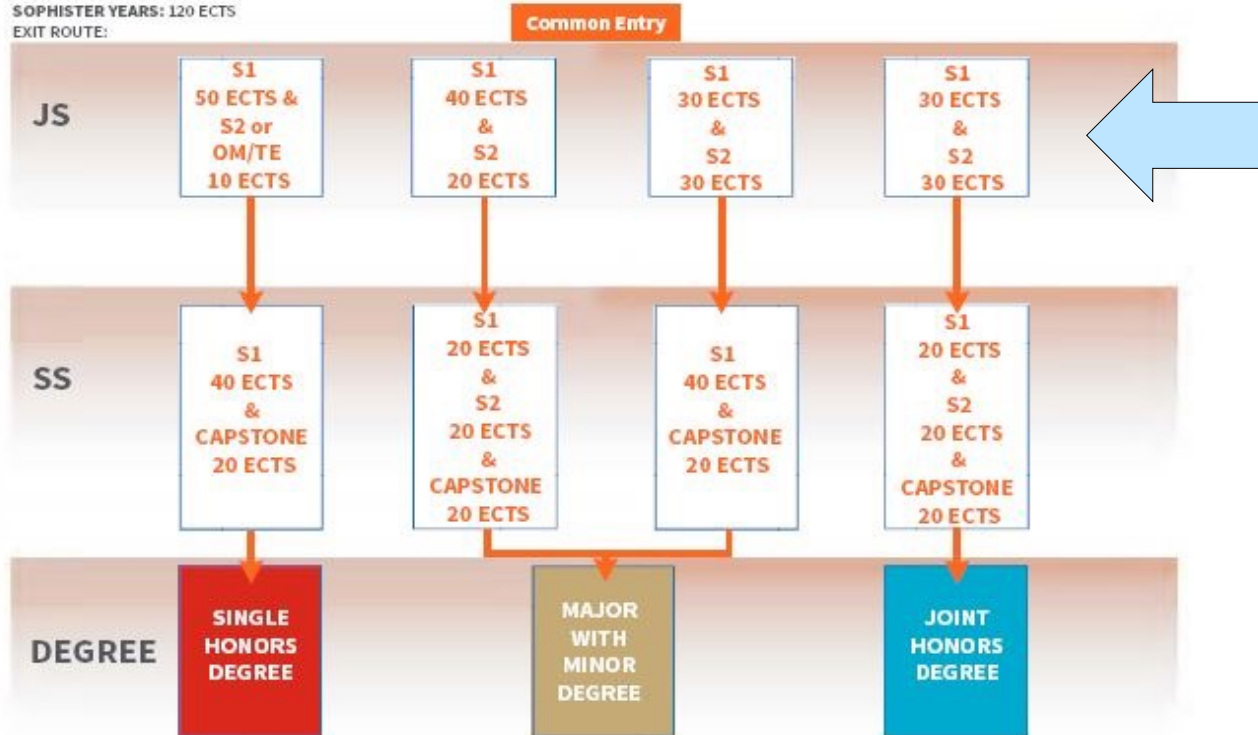 SOPHISTER YEARS: 120 ECTS
EXIT ROUTE:
Common Entry
JS
S1
50 ECTS &
S2 or
OM/TE
10 ECTS
S1
40 ECTS
&
S2
20 ECTS
S1
30 ECTS
&
S2
30 ECTS
S1
30 ECTS
&
S2
30 ECTS
SS
S1
40 ECTS
&
CAPSTONE
20 ECTS
S1
20 ECTS
&
S2
20 ECTS
&
CAPSTONE
20 ECTS
S1
40 ECTS
&
CAPSTONE
20 ECTS
S1
20 ECTS
&
S2
20 ECTS
&
CAPSTONE
20 ECTS
DEGREE
SINGLE
HONORS
DEGREE
MAJOR
WITH
MINOR
DEGREE
JOINT
HONORS
DEGREE